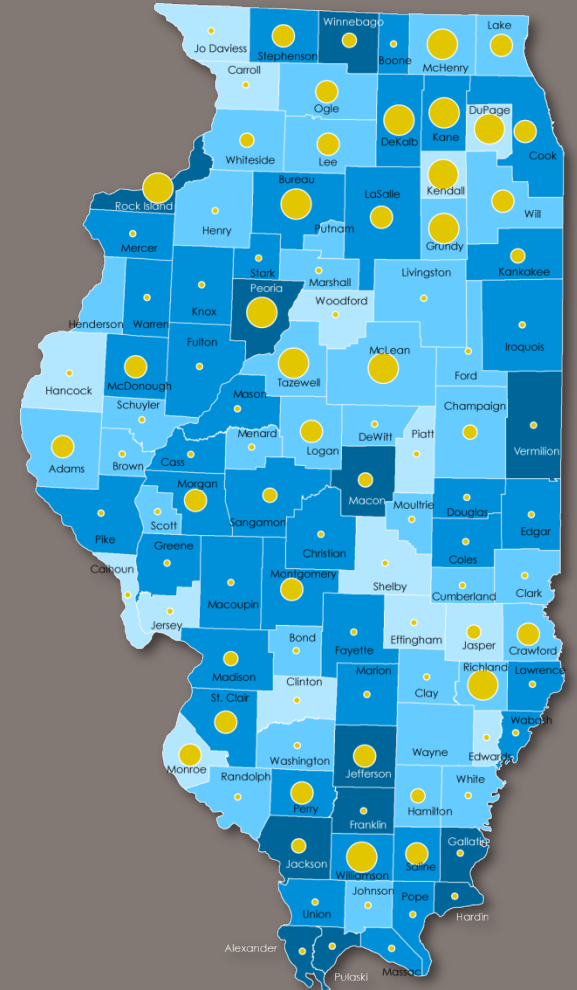 Winnebago
Lake
Jo Daviess
Stephenson
Boone
McHenry
Carroll
Ogle
DuPage
DeKalb
Kane
Cook
Whiteside
Lee
Bureau
Kendall
LaSalle
Rock Island
Will
Henry
Putnam
Grundy
Mercer
Stark
Kankakee
Livingston
Marshall
Peoria
Woodford
Knox
Henderson
Warren
Fulton
Iroquois
McLean
Ford
Tazewell
McDonough
Hancock
Mason
Schuyler
Champaign
Menard
DeWitt
Piatt
Logan
Vermilion
Adams
Brown
Cass
Morgan
Macon
Moultrie
Douglas
Scott
Sangamon
Edgar
Pike
Greene
Christian
Coles
Calhoun
Montgomery
Shelby
Cumberland
Clark
Macoupin
Jersey
Bond
Effingham
Jasper
Crawford
Fayette
Richland
Lawrence
Madison
Marion
Clinton
Clay
St. Clair
Wabash
Wayne
Edwards
Washington
Monroe
Jefferson
Randolph
White
Perry
Hamilton
Franklin
Gallatin
Jackson
Williamson
Saline
Johnson
Pope
Union
Hardin
Alexander
Massac
Pulaski